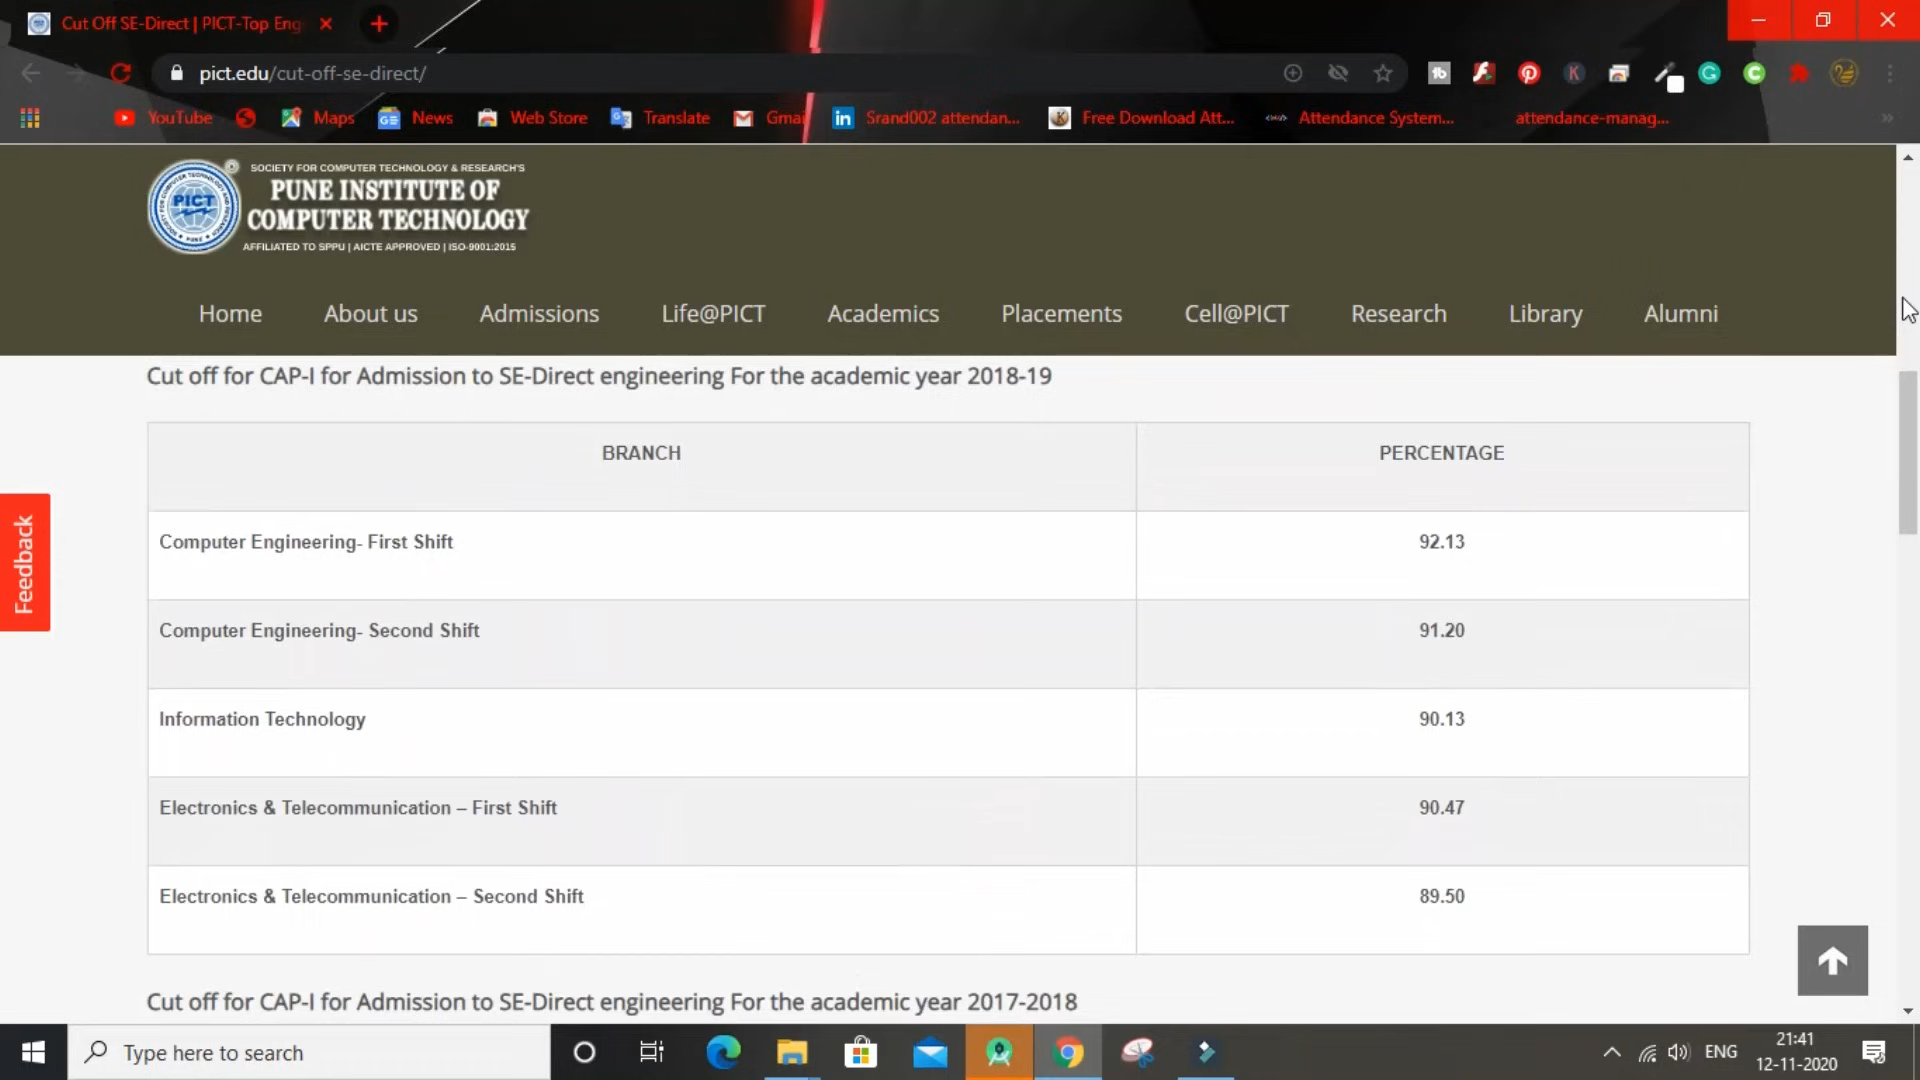 Cut Off SE-Direct | PICT-Top Eng
pict.edu/cut-off-se-direct/
YouTube
Maps
News
Web Store
Translate
Gmai
Srand002 attendan...
Free Download Att...
Attendance System...
attendance-manag...
SOCIETY FOR COMPUTER TECHNOLOGY & RESEARCH'S
PICT
PUNE INSTITUTE OF
COMPUTER TECHNOLOGY
AFFILIATED TO SPPU | AICTE APPROVED | ISO-9001:2015
Home About us Admissions Life@PICT Academics Placements Cell@PICT Research Library Alumni
Cut off for CAP-I for Admission to SE-Direct engineering For the academic year 2018-19
BRANCH PERCENTAGE
Computer Engineering- First Shift 92.13
Computer Engineering- Second Shift 91.20
Information Technology 90.13
Electronics & Telecommunication – First Shift 90.47
Electronics & Telecommunication – Second Shift 89.50
Feedback
Cut off for CAP-I for Admission to SE-Direct engineering For the academic year 2017-2018
Type here to search
ENG
21:41
12-11-2020